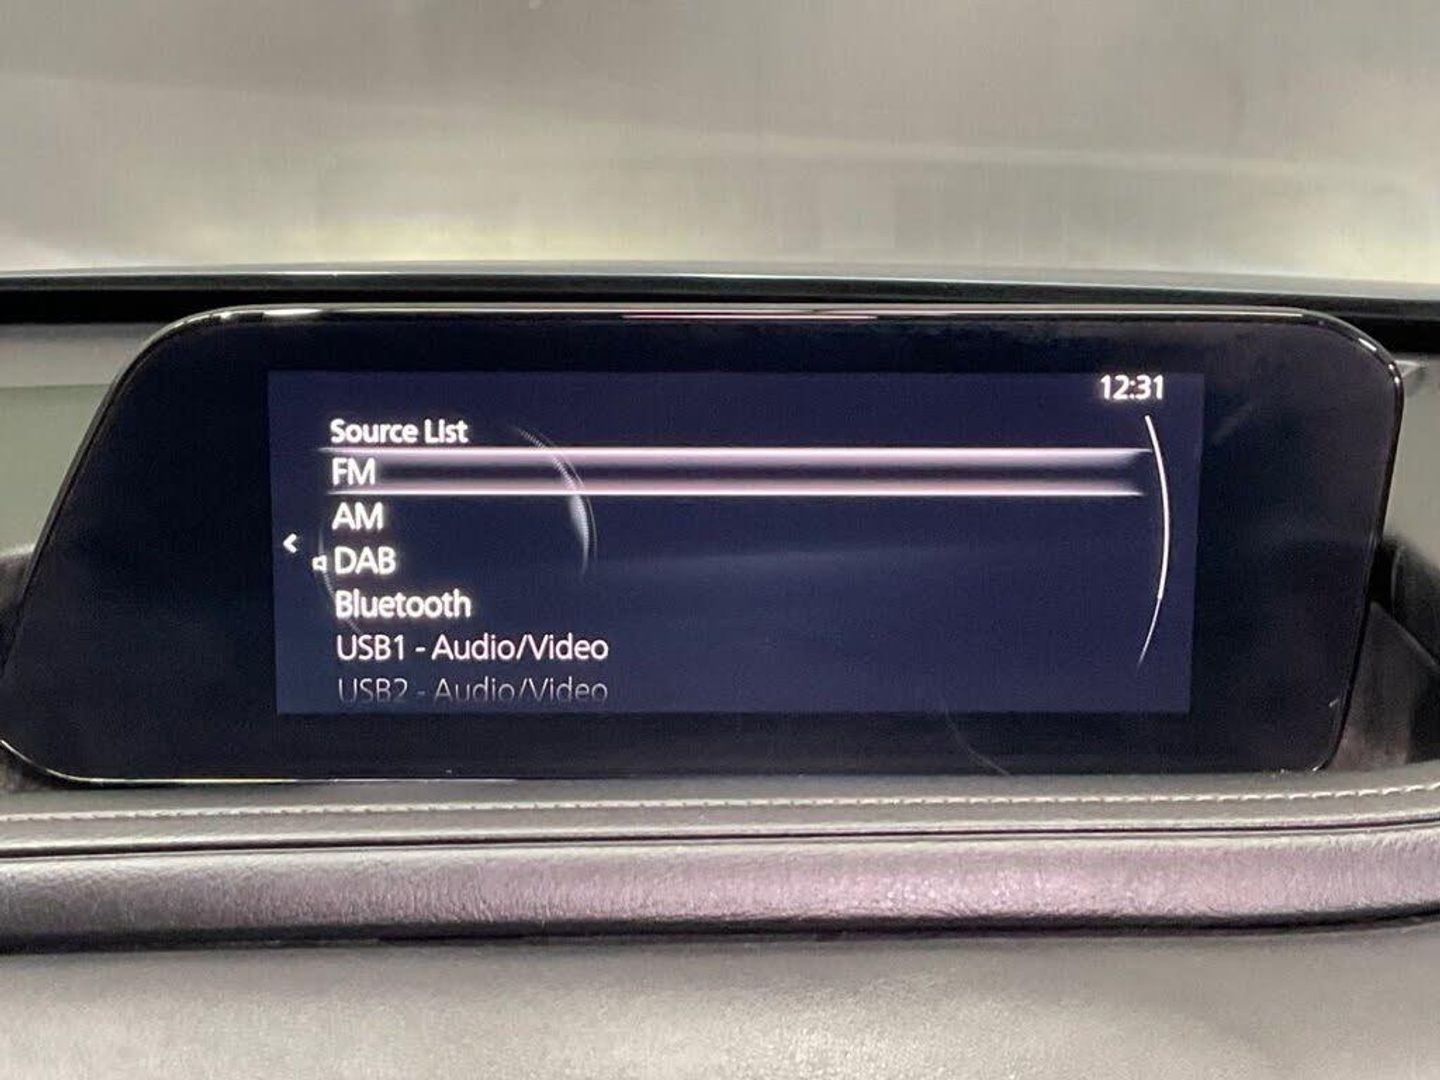 12:31
Source List
FM
AM
DAB
Bluetooth
USB1 - Audio/Video
USB2 - Audio/Video